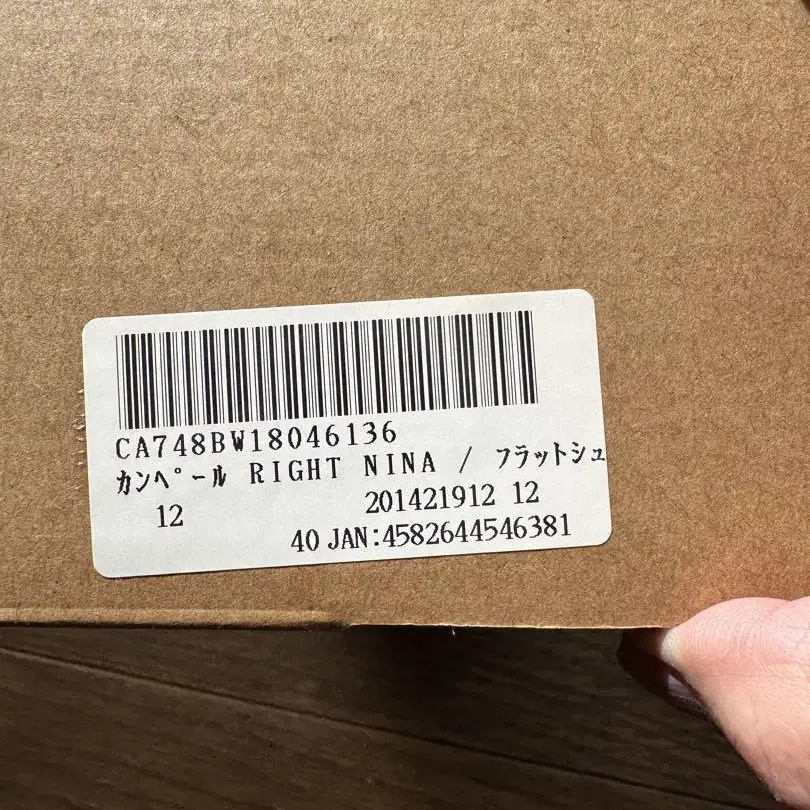 CA748BW18046136
ｶﾝﾍﾟｰﾙ RIGHT NINA / ﾌﾗｯﾄｼｭ
12 201421912 12
40 JAN:4582644546381